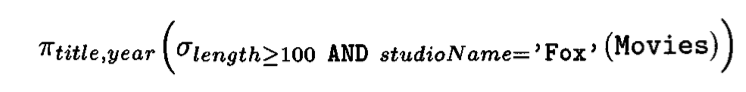 π_{title,year}(σ_{length≥100 AND studioName='Fox'}(Movies))